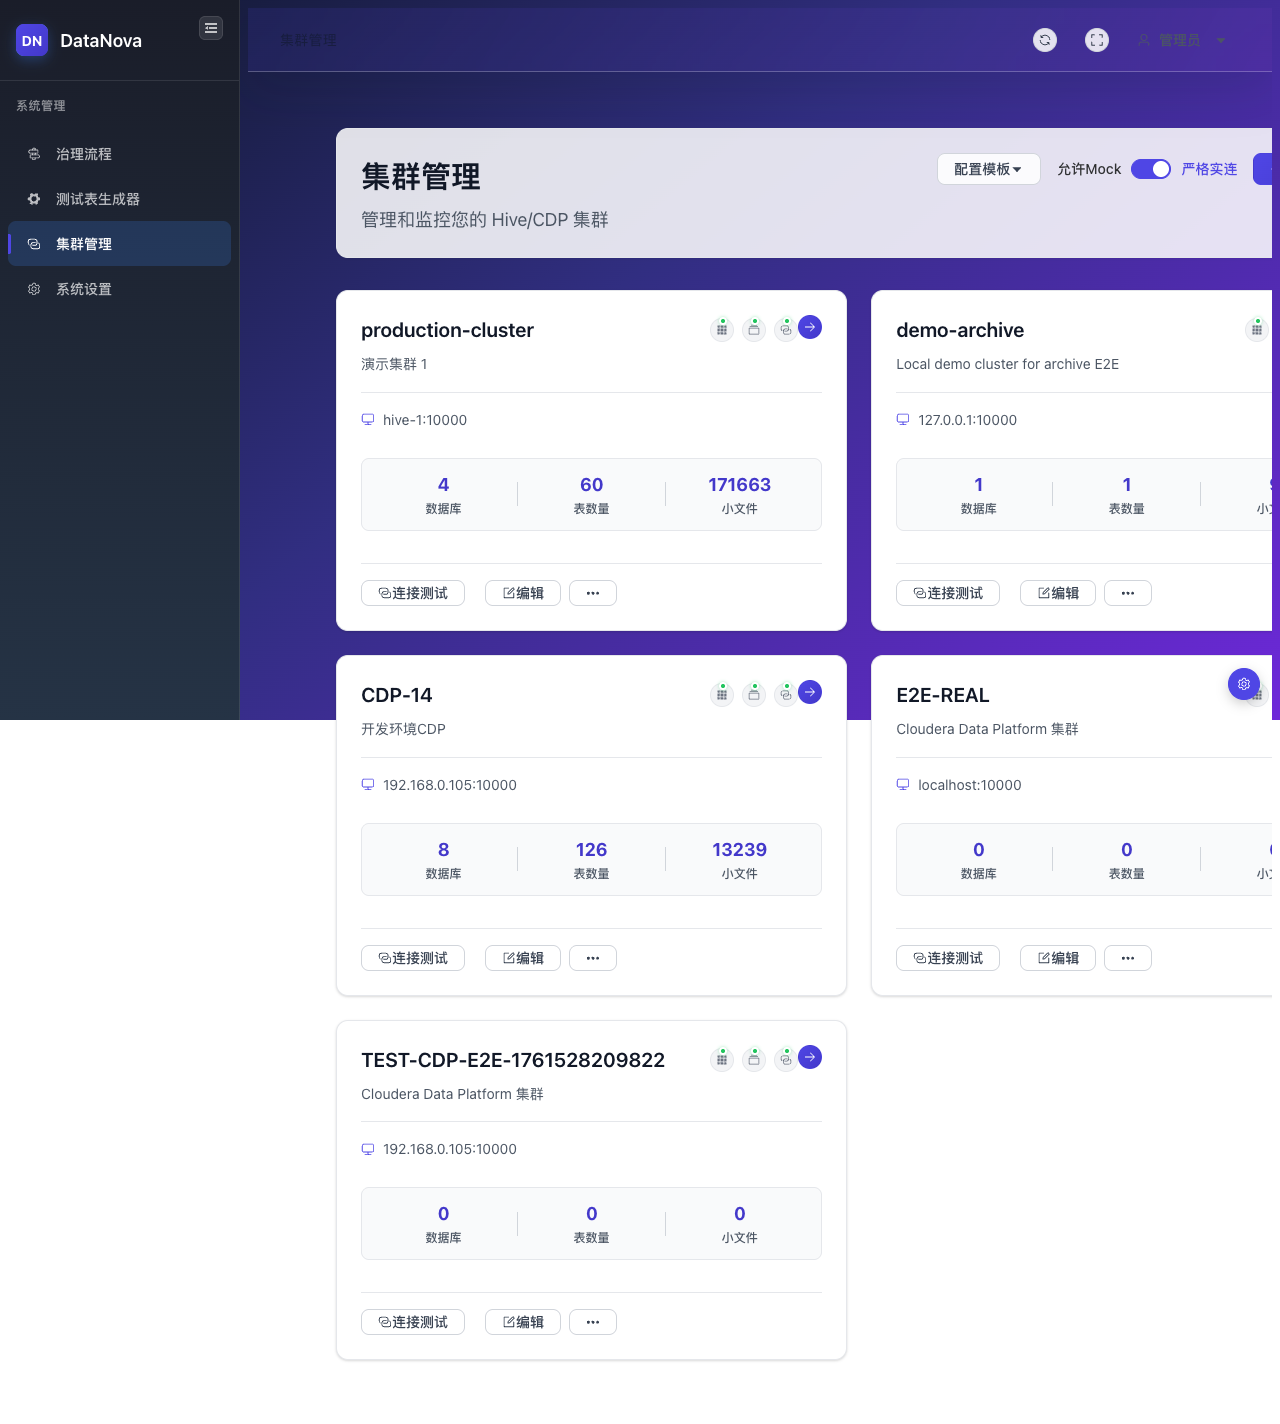 DN DataNova
系统管理
治理流程
测试表生成器
集群管理
系统设置
集群管理
管理员
集群管理
管理和监控您的 Hive/CDP 集群
配置模板
允许Mock
严格实连
production-cluster
演示集群 1
hive-1:10000
4 60 171663
数据库 表数量 小文件
连接测试 编辑 •••
demo-archive
Local demo cluster for archive E2E
127.0.0.1:10000
1 1
数据库 表数量
连接测试 编辑 •••
CDP-14
开发环境CDP
192.168.0.105:10000
8 126 13239
数据库 表数量 小文件
连接测试 编辑 •••
E2E-REAL
Cloudera Data Platform 集群
localhost:10000
0 0
数据库 表数量
连接测试 编辑 •••
TEST-CDP-E2E-1761528209822
Cloudera Data Platform 集群
192.168.0.105:10000
0 0 0
数据库 表数量 小文件
连接测试 编辑 •••